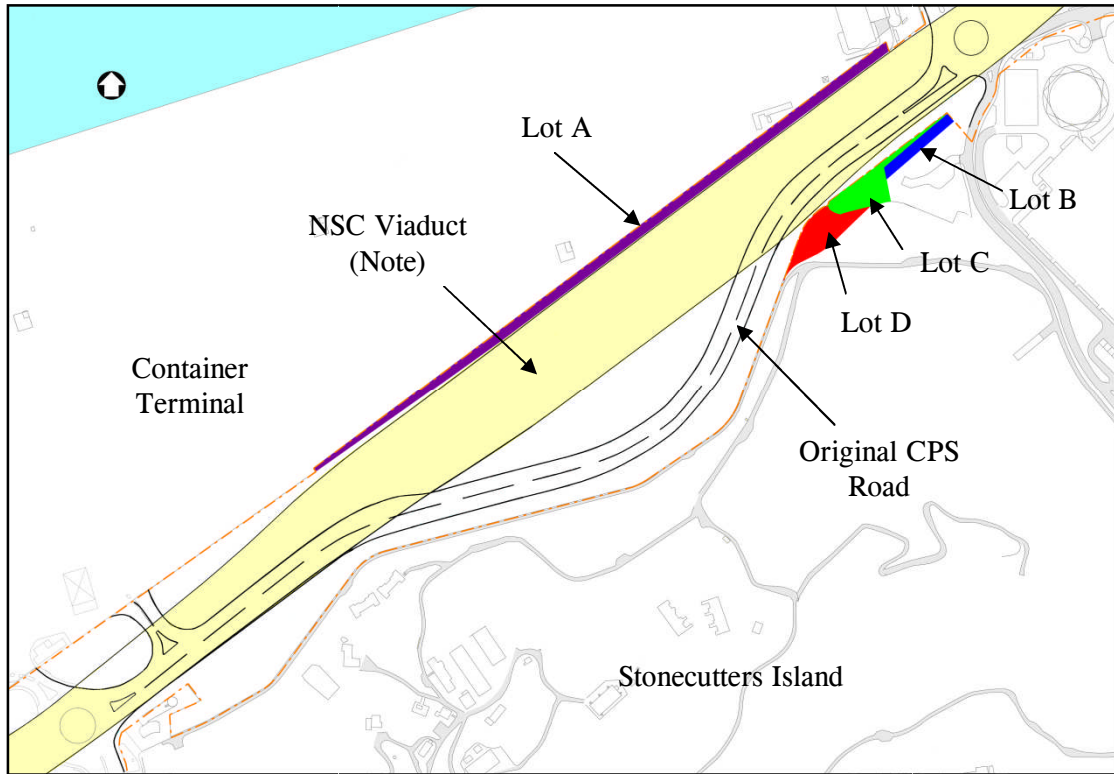 Lot A
NSC Viaduct
(Note)
Lot B
Lot C
Lot D
Container
Terminal
Original CPS
Road
Stonecutters Island